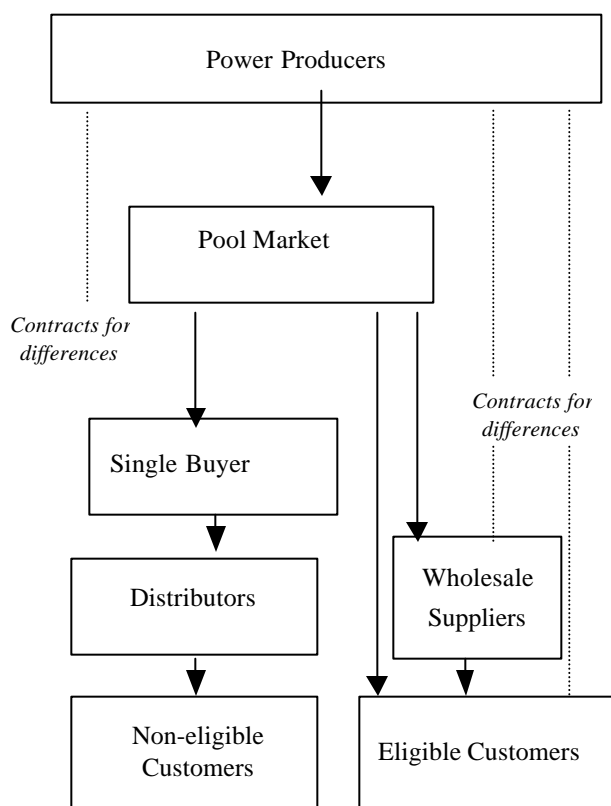 Power Producers
Pool Market
Contracts for
differences
Contracts for
differences
Single Buyer
Wholesale
Suppliers
Distributors
Non-eligible
Customers
Eligible Customers